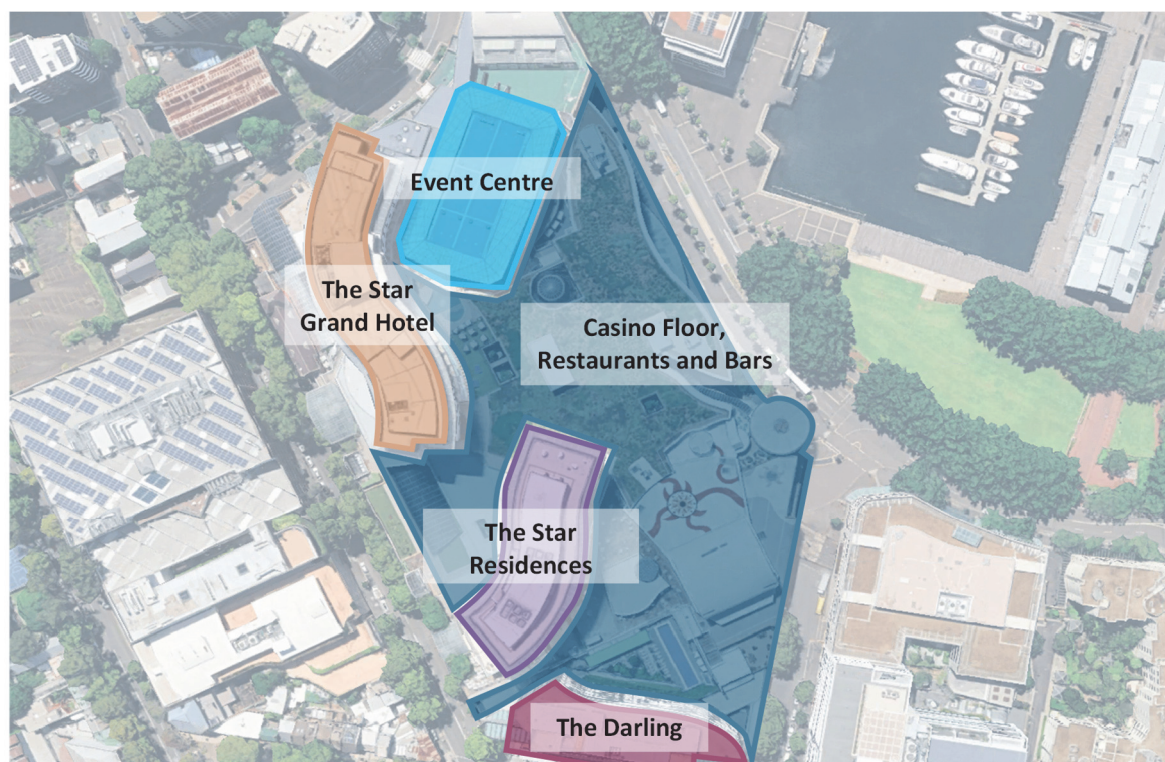 Event Centre
The Star
Grand Hotel
Casino Floor,
Restaurants and Bars
The Star
Residences
The Darling